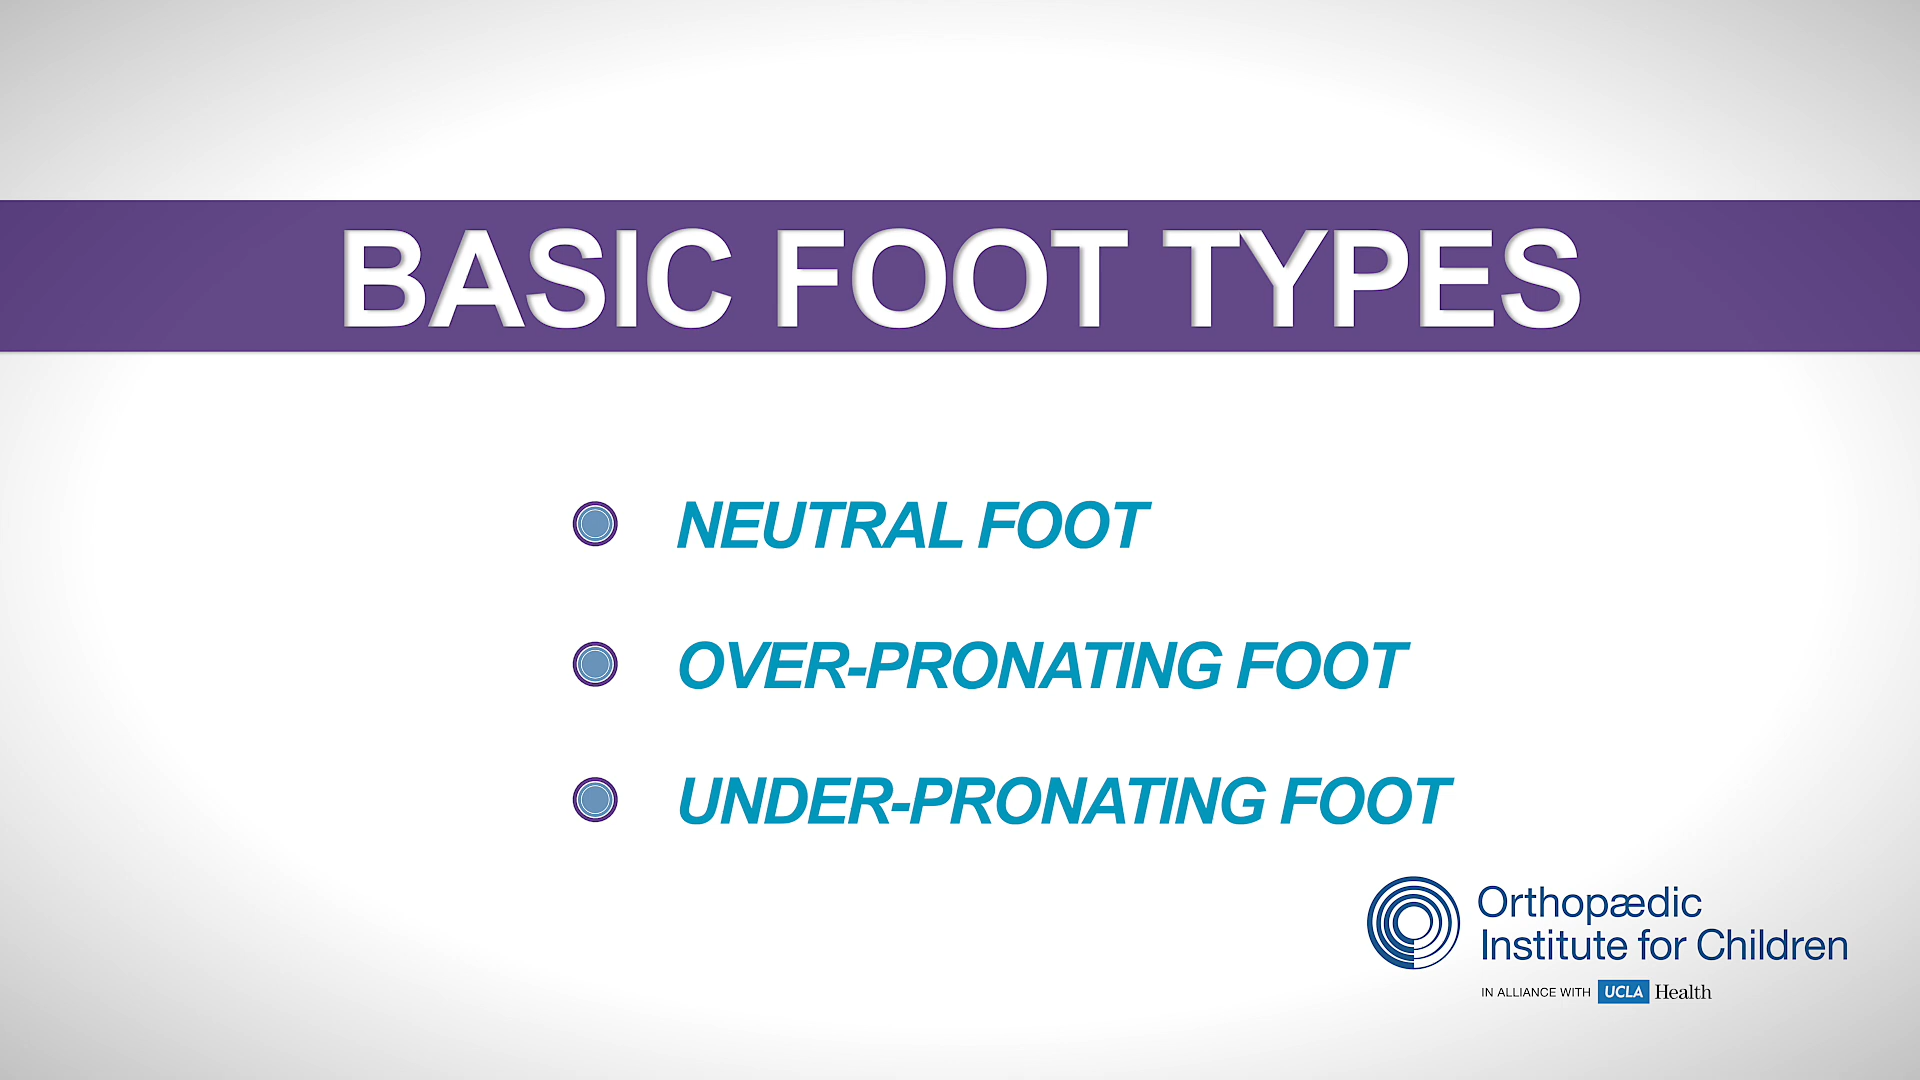 BASIC FOOT TYPES
NEUTRAL FOOT
OVER-PRONATING FOOT
UNDER-PRONATING FOOT
Orthopædic
Institute for Children
IN ALLIANCE WITH UCLA Health